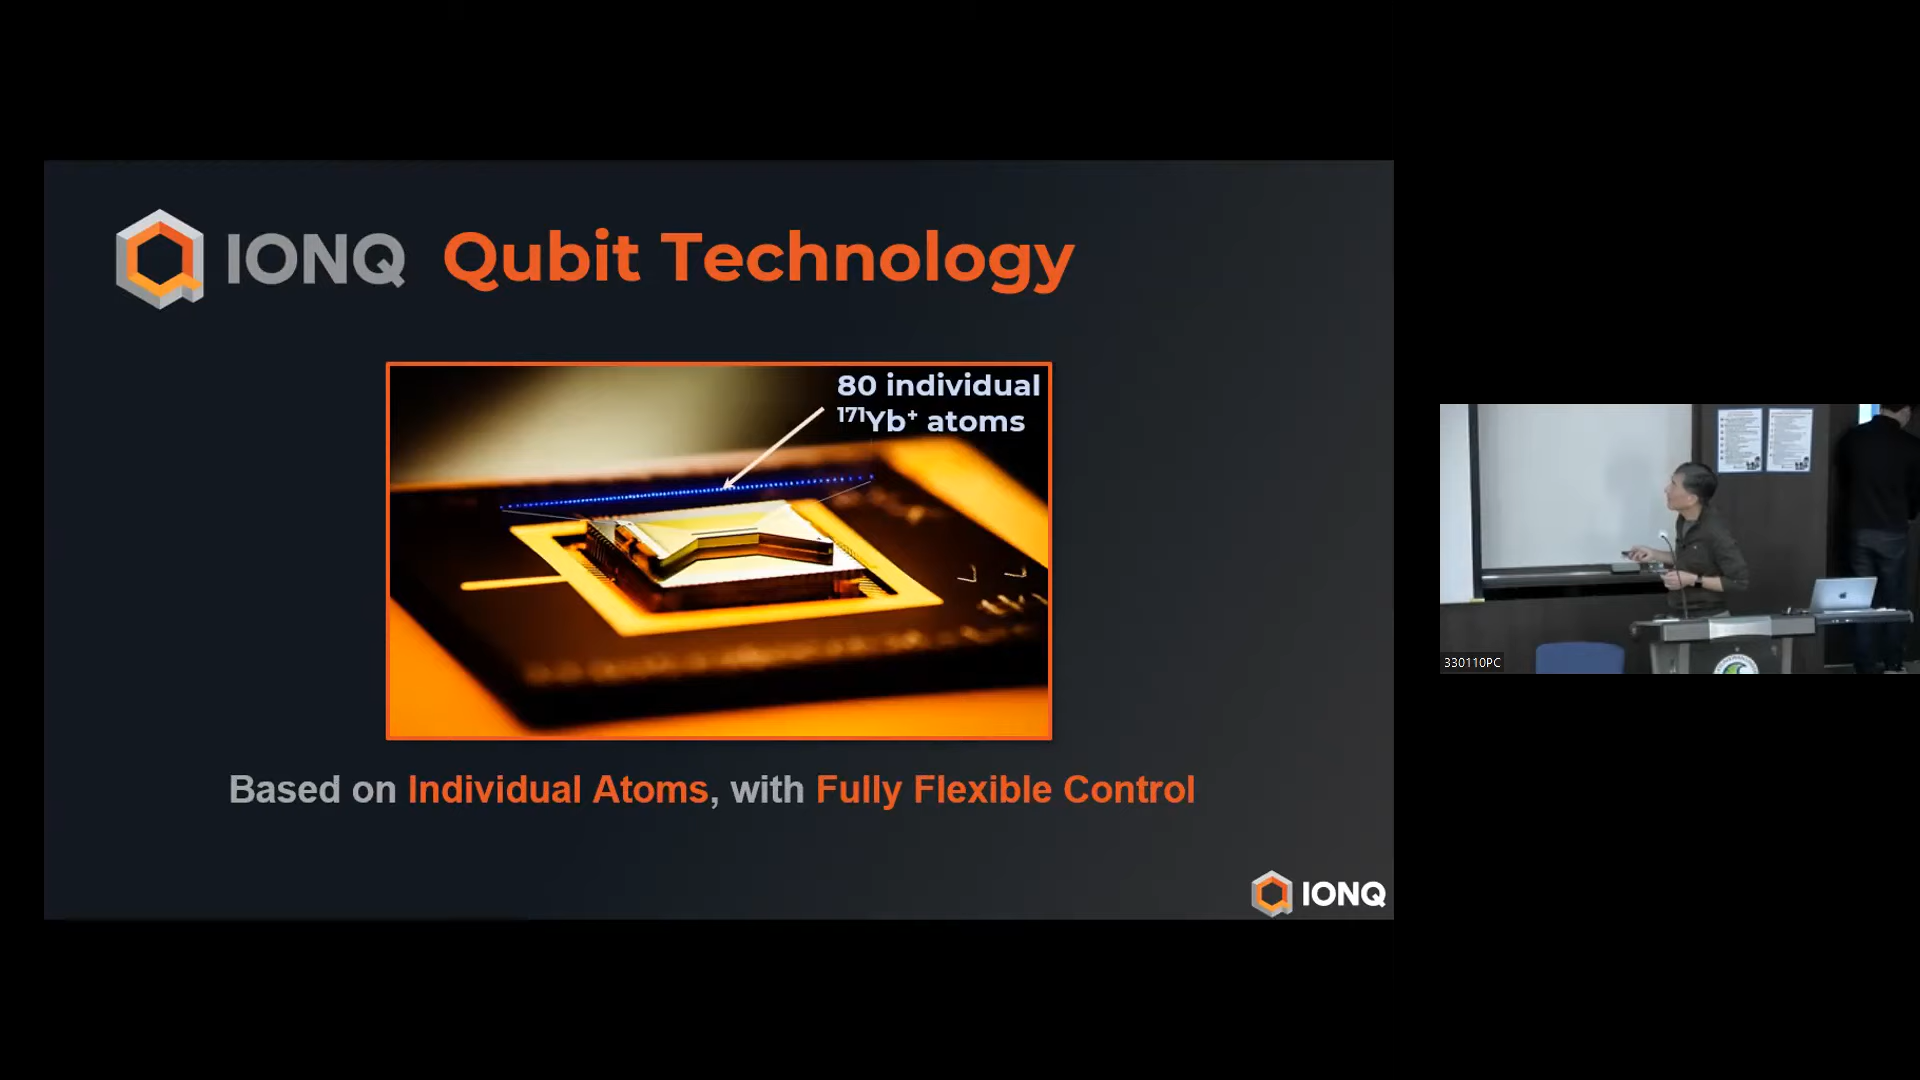 IONQ Qubit Technology
80 individual
¹⁷¹Yb⁺ atoms
Based on Individual Atoms, with Fully Flexible Control
IONQ
330110PC